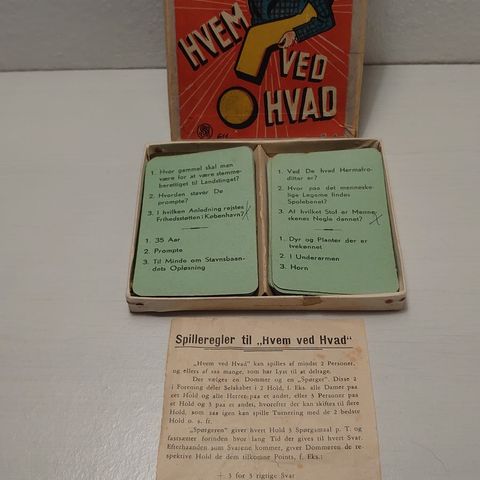 HVEM
VED
HVAD
1. Hvor gammel skal man
være for at være stemme-
berettiget til Landstinget?
2. Hvordan staver De
prompte?
3. I hvilken Anledning rejstes
Frihedsstøtten i København?
1. 35 Aar
2. Prompte
3. Til Minde om Stavnsbaan-
dets Opløsning
1. Ved De hvad Hermafro-
ditter er?
2. Hvor paa det menneske-
lige Legeme findes
Spolebenet?
3. Af hvilket Stof er Menne-
skenes Negle dannet?
1. Dyr og Planter der er
tvekønnet
2. I Underarmen
3. Horn
Spilleregler til „Hvem ved Hvad"
„Hvem ved Hvad" kan spilles af mindst 2 Personer,
og ellers af saa mange, som har Lyst til at deltage.
Der vælges en Dommer og en „Spørger". Disse 2
i Forening deler Selskabet i 2 Hold, f. Eks. alle Damer paa
eet Hold og alle Herrer paa et andet, eller 3 Personer paa
et Hold og 3 paa et andet, hvorefter der kan skiftes til flere
Hold, som saa igen kan spille Turnering med de 2 bedste
Hold o. s. fr.
„Spørgeren" giver hvert Hold 3 Spørgsmaal p. T. og
fastsætter forinden hvor lang Tid der gives til hvert Svar.
Efterhaanden som Svarene kommer, giver Dommeren de re-
spektive Hold de dem tilkomne Points, f. Eks.:
+ 3 for 3 rigtige Svar